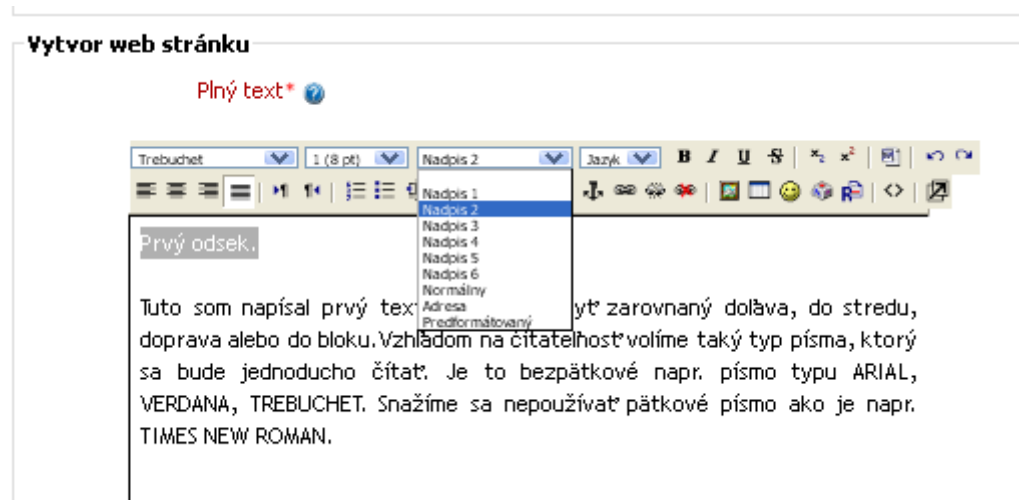 Vytvor web stránku
Plný text*
Trebuchet 1 (8 pt) Nadpis 2 Jazyk B I U S x₂ x²
Nadpis 1
Nadpis 2
Nadpis 3
Nadpis 4
Nadpis 5
Nadpis 6
Normálny
Adresa
Predformátovaný
Prvý odsek.
Tuto som napísal prvý tex yť zarovnaný doľava, do stredu,
doprava alebo do bloku. Vzhľadom na čitateľnosť volíme taký typ písma, ktorý
sa bude jednoducho čítať. Je to bezpätkové napr. písmo typu ARIAL,
VERDANA, TREBUCHET. Snažíme sa nepoužívať pätkové písmo ako je napr.
TIMES NEW ROMAN.